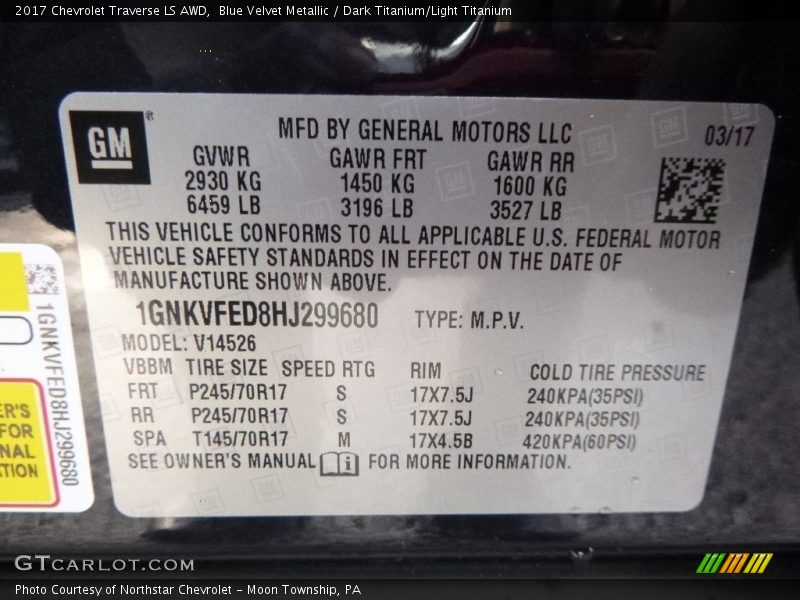 2017 Chevrolet Traverse LS AWD,  Blue Velvet Metallic / Dark Titanium/Light Titanium
GM ®
MFD BY GENERAL MOTORS LLC 03/17
GVWR GAWR FRT GAWR RR
2930 KG 1450 KG 1600 KG
6459 LB 3196 LB 3527 LB
THIS VEHICLE CONFORMS TO ALL APPLICABLE U.S. FEDERAL MOTOR
VEHICLE SAFETY STANDARDS IN EFFECT ON THE DATE OF
MANUFACTURE SHOWN ABOVE.
1GNKVFED8HJ299680 TYPE: M.P.V.
MODEL: V14526
VBBM TIRE SIZE SPEED RTG RIM COLD TIRE PRESSURE
FRT P245/70R17 S 17X7.5J 240KPA(35PSI)
RR P245/70R17 S 17X7.5J 240KPA(35PSI)
SPA T145/70R17 M 17X4.5B 420KPA(60PSI)
SEE OWNER'S MANUAL i FOR MORE INFORMATION.
1GNKVFED8HJ299680
ER'S
FOR
NAL
TION
GTCARLOT.COM
Photo Courtesy of Northstar Chevrolet - Moon Township, PA